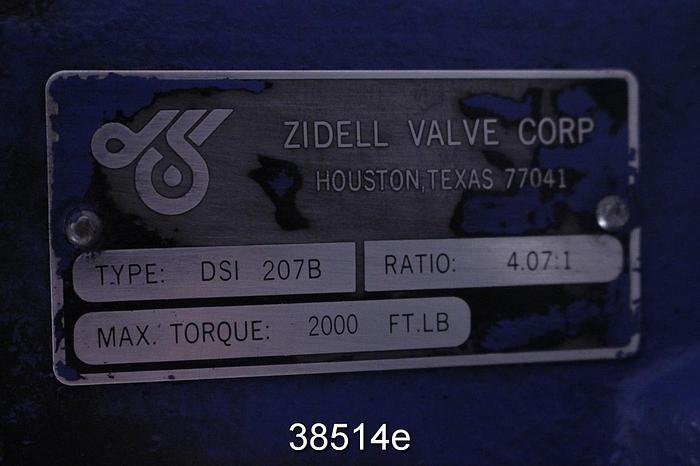 ZIDELL VALVE CORP
HOUSTON, TEXAS 77041
TYPE: DSI 207B RATIO: 4.07:1
MAX. TORQUE: 2000 FT.LB
38514e